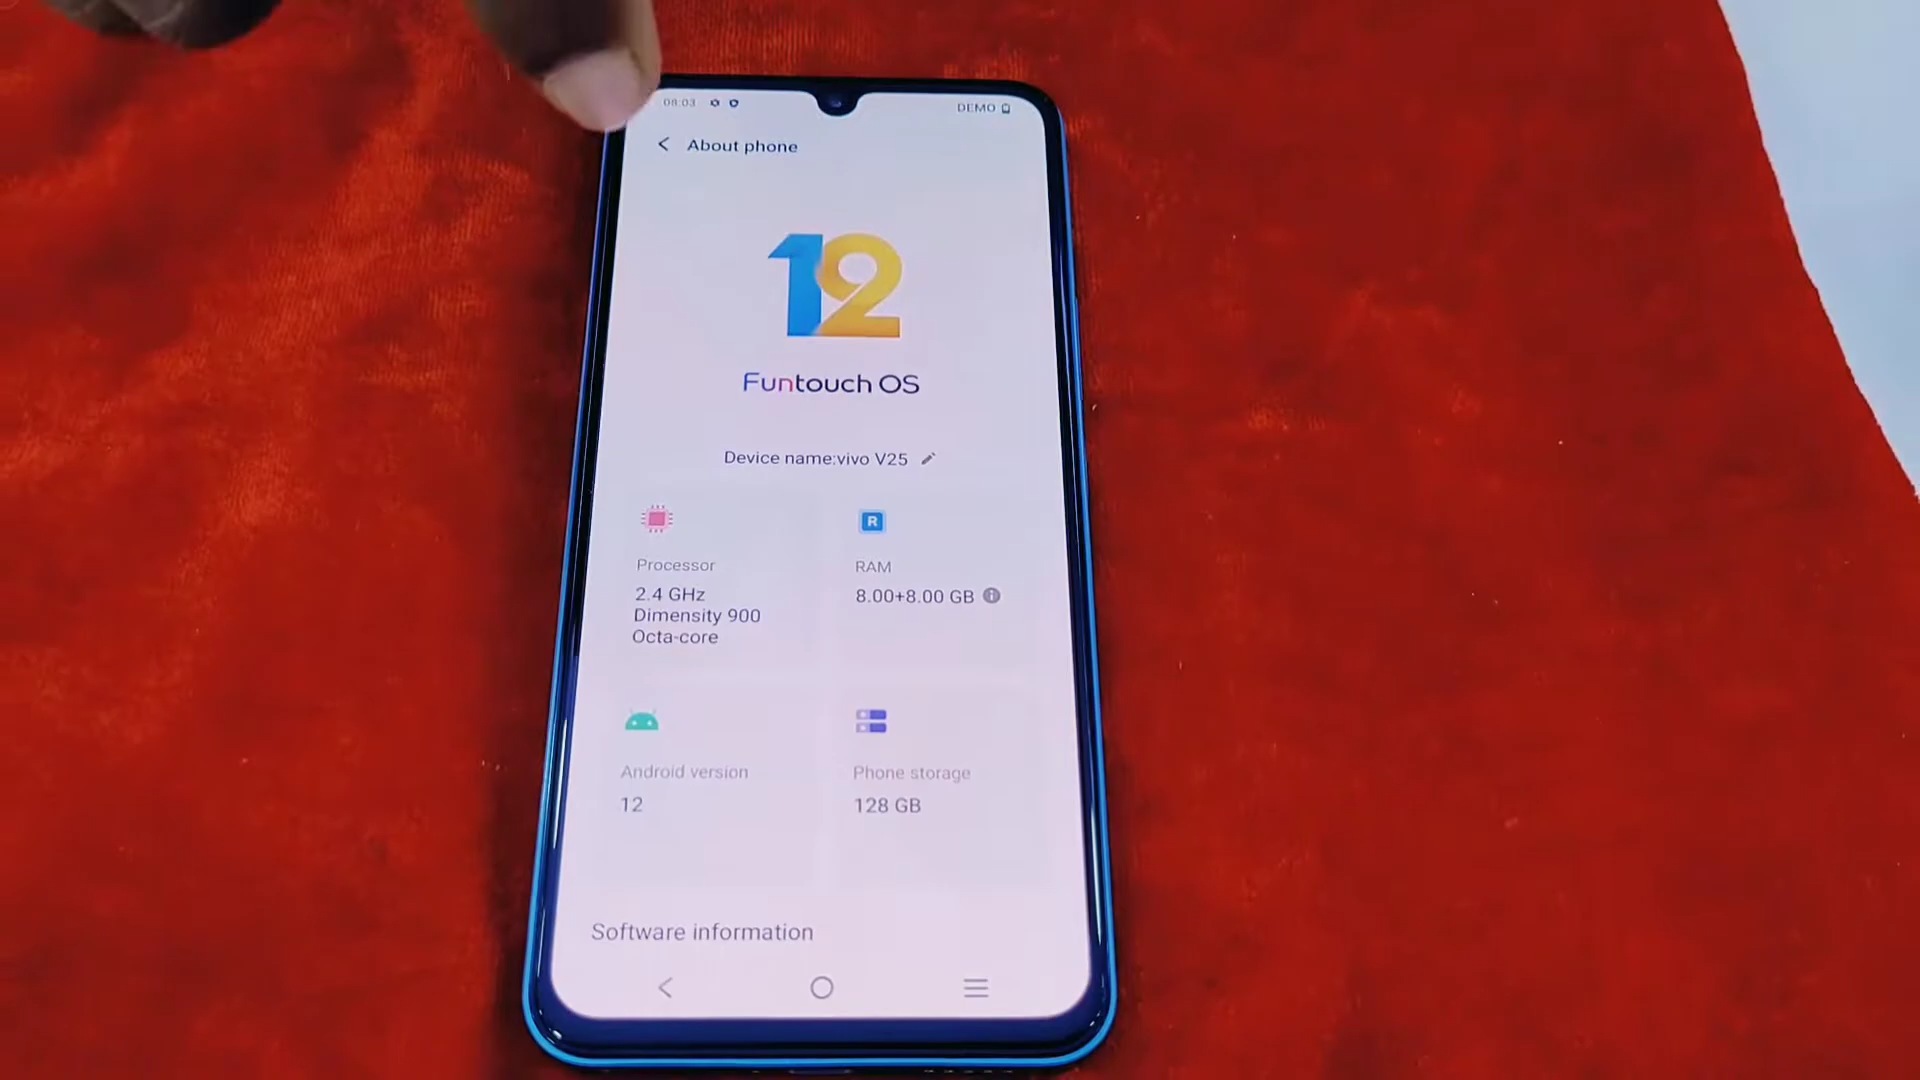 08:03
DEMO
About phone
12
Funtouch OS
Device name:vivo V25
R
Processor
2.4 GHz
Dimensity 900
Octa-core
RAM
8.00+8.00 GB
Android version
12
Phone storage
128 GB
Software information